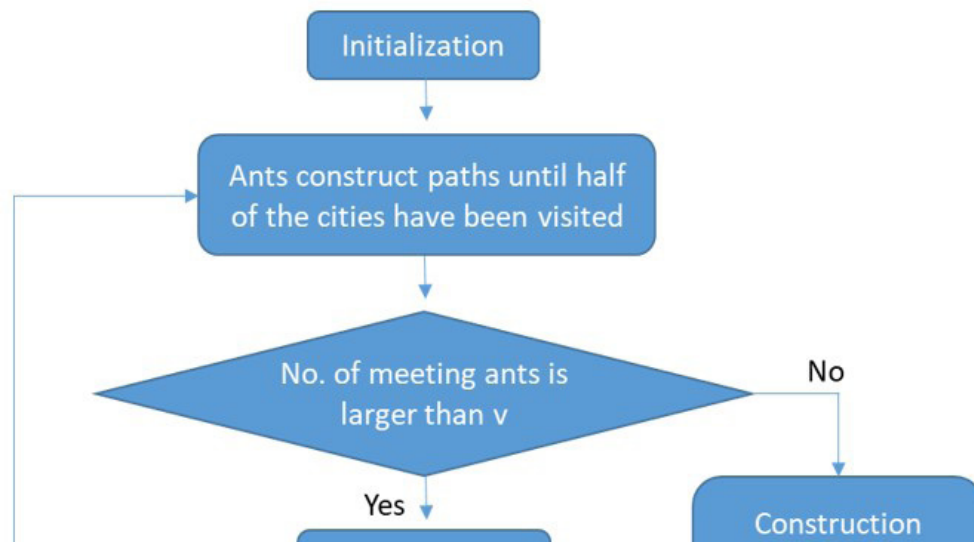 Initialization
Ants construct paths until half
of the cities have been visited
No. of meeting ants is
larger than v
No
Yes
Construction